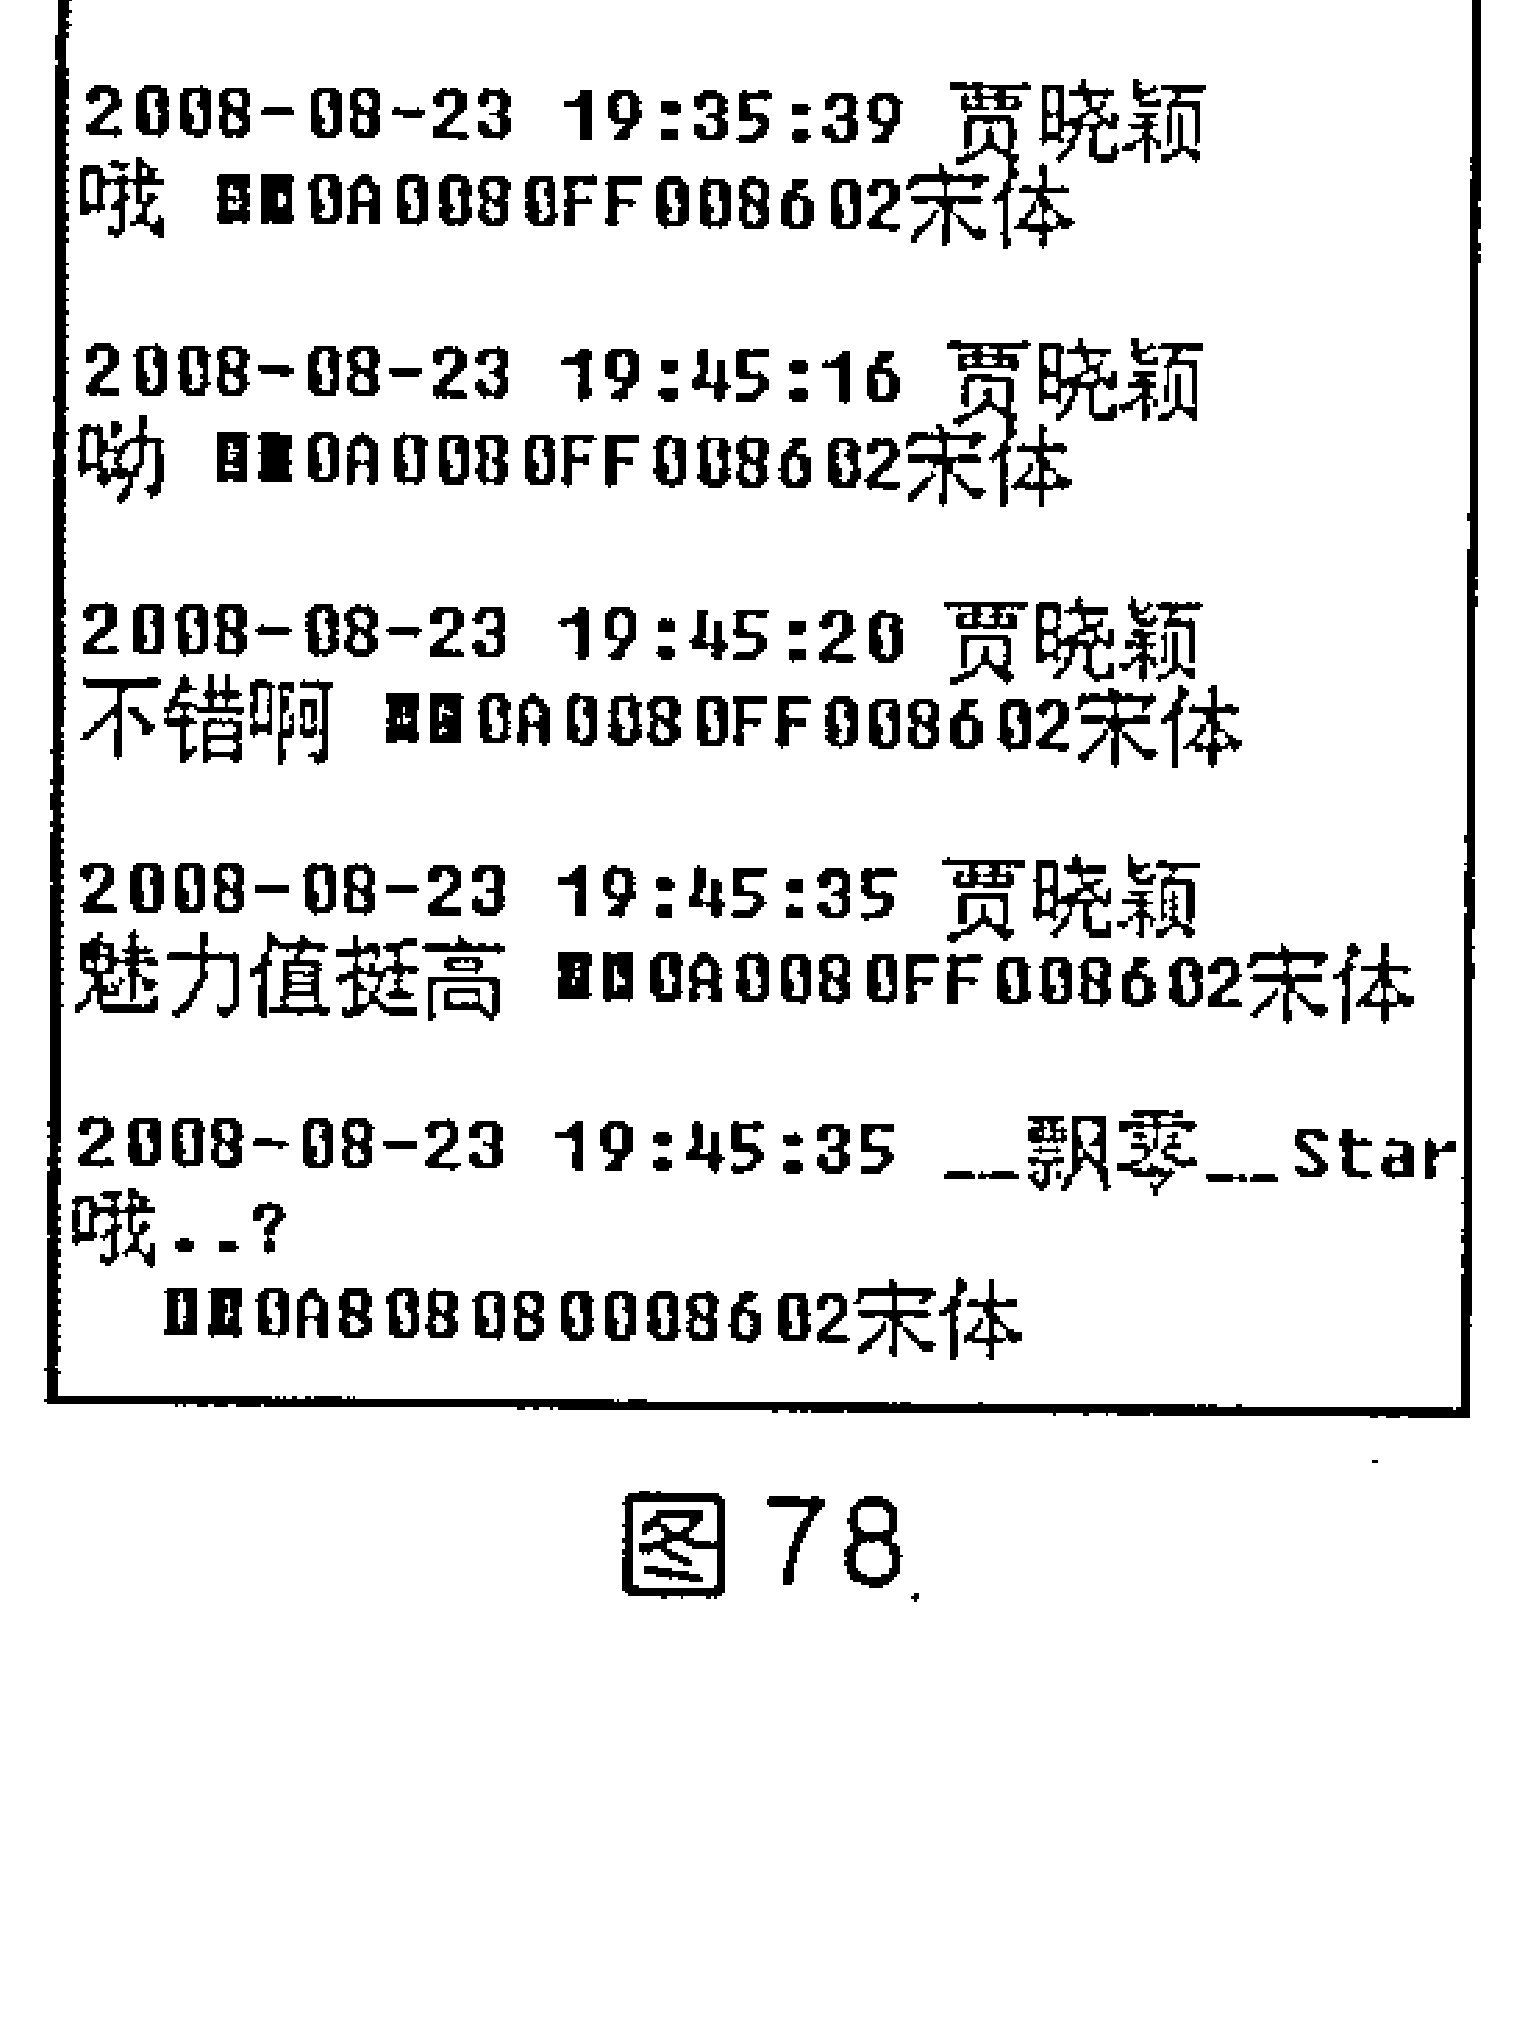 2008-08-23 19:35:39 贾晓颖
哦 0A0080FF008602宋体
2008-08-23 19:45:16 贾晓颖
呦 0A0080FF008602宋体
2008-08-23 19:45:20 贾晓颖
不错啊 0A0080FF008602宋体
2008-08-23 19:45:35 贾晓颖
魅力值挺高 0A0080FF008602宋体
2008-08-23 19:45:35 __飘零__Star
哦..?
0A808080008602宋体
图 78